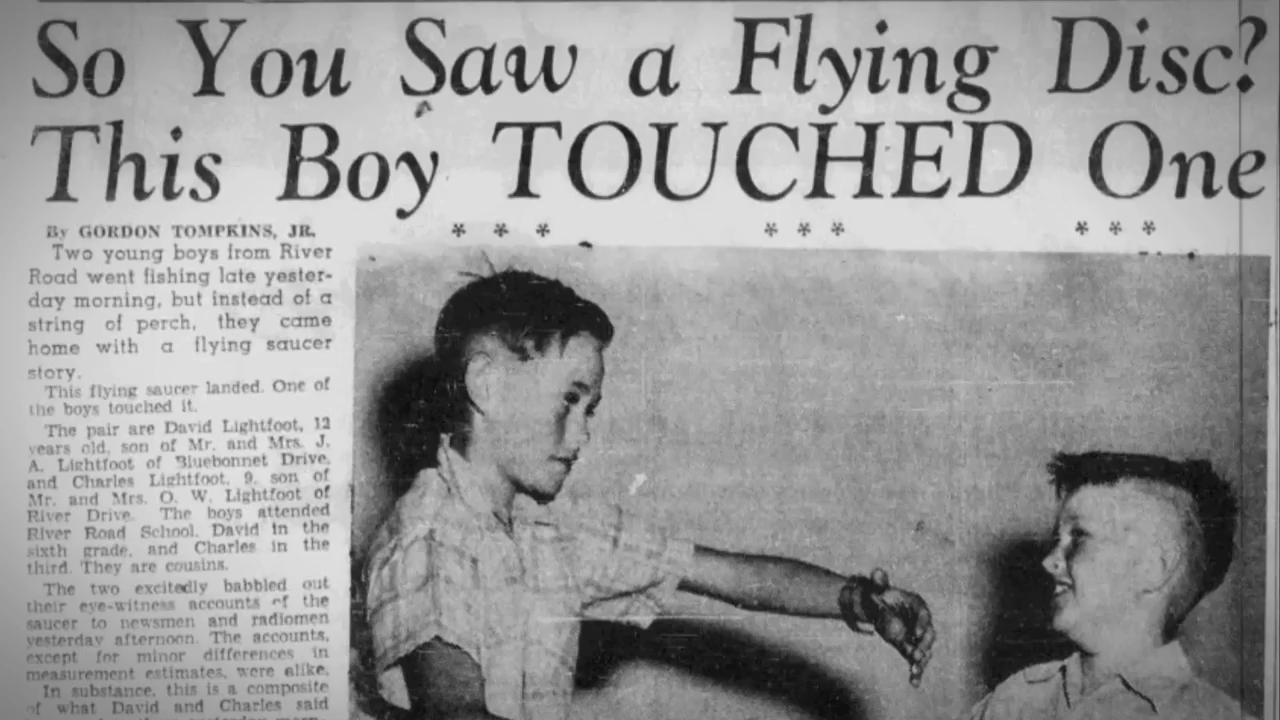 So You Saw a Flying Disc?
This Boy TOUCHED One
By GORDON TOMPKINS, JR.
* * *
* * *
* * *
Two young boys from River
Road went fishing late yester-
day morning, but instead of a
string of perch, they came
home with a flying saucer
story.
This flying saucer landed. One of
the boys touched it.
The pair are David Lightfoot, 12
years old, son of Mr. and Mrs. J.
A. Lightfoot of Bluebonnet Drive,
and Charles Lightfoot, 9, son of
Mr. and Mrs. O. W. Lightfoot of
River Drive. The boys attended
River Road School, David in the
sixth grade, and Charles in the
third. They are cousins.
The two excitedly babbled out
their eye-witness accounts of the
saucer to newsmen and radiomen
yesterday afternoon. The accounts,
except for minor differences in
measurement estimates, were alike.
In substance, this is a composite
of what David and Charles said